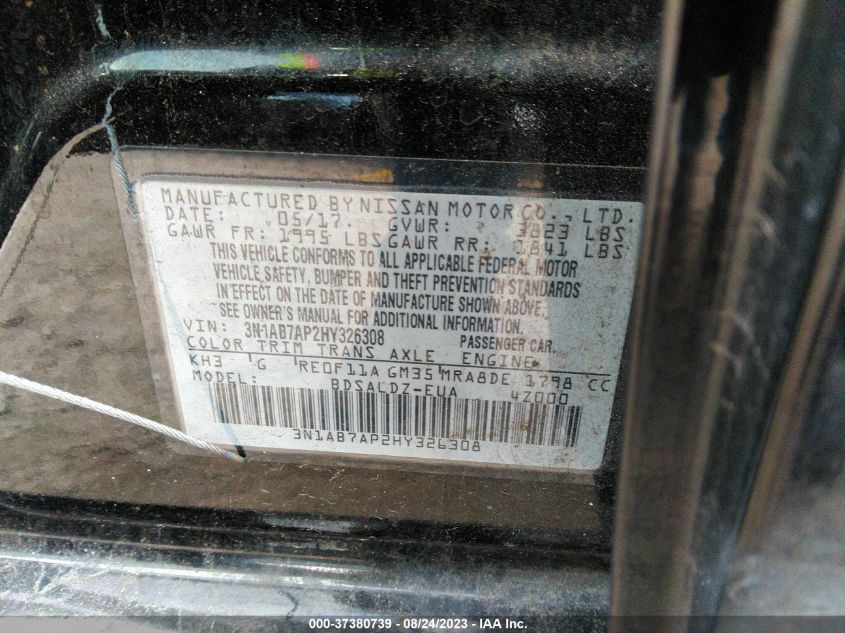 MANUFACTURED BY NISSAN MOTOR CO., LTD.
DATE: 05/17 GVWR: 3823 LBS
GAWR FR: 1995 LBS GAWR RR: 1841 LBS
THIS VEHICLE CONFORMS TO ALL APPLICABLE FEDERAL MOTOR
VEHICLE SAFETY, BUMPER AND THEFT PREVENTION STANDARDS
IN EFFECT ON THE DATE OF MANUFACTURE SHOWN ABOVE,
SEE OWNER'S MANUAL FOR ADDITIONAL INFORMATION.
VIN: 3N1AB7AP2HY326308 PASSENGER CAR.
COLOR TRIM TRANS AXLE ENGINE
KH3 G RE0F11A GM35 MRA8DE 1798 CC
MODEL: BDSALDZ-EUA 4Z000
3N1AB7AP2HY326308
000-37380739 - 08/24/2023 - IAA Inc.